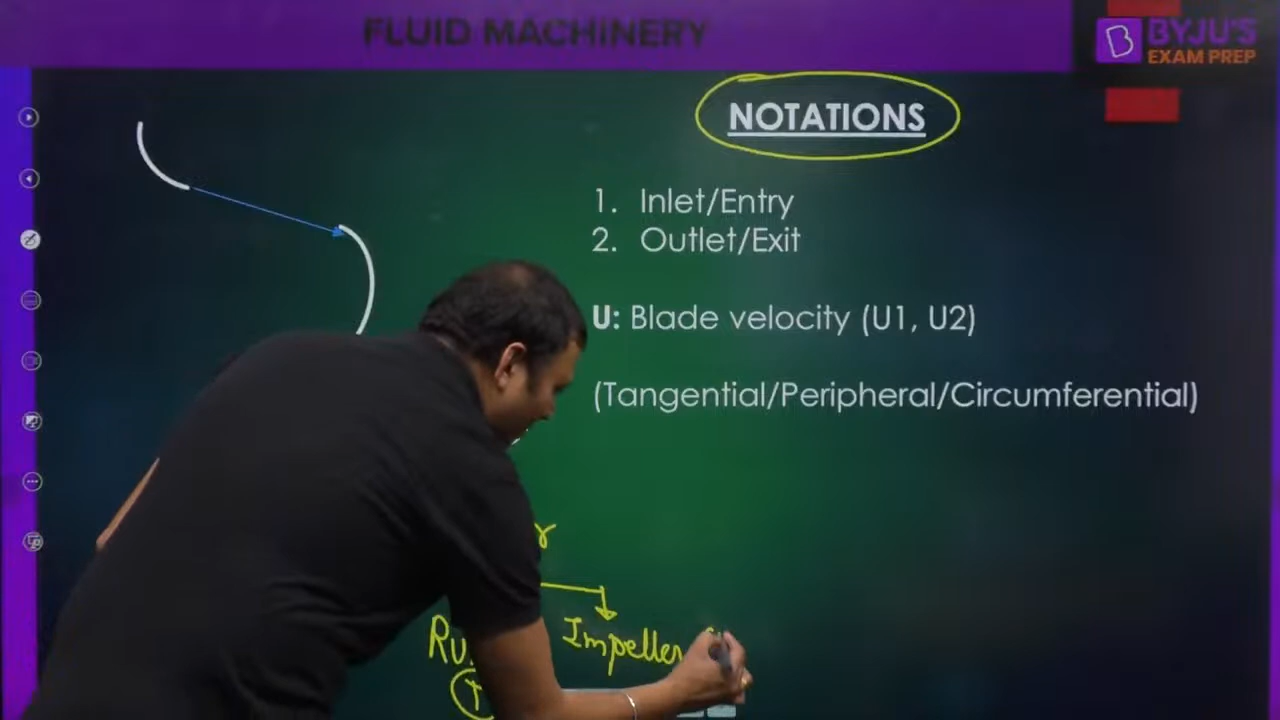 FLUID MACHINERY
BYJU'S
EXAM PREP
NOTATIONS
1. Inlet/Entry
2. Outlet/Exit
U: Blade velocity (U1, U2)
(Tangential/Peripheral/Circumferential)
Impeller